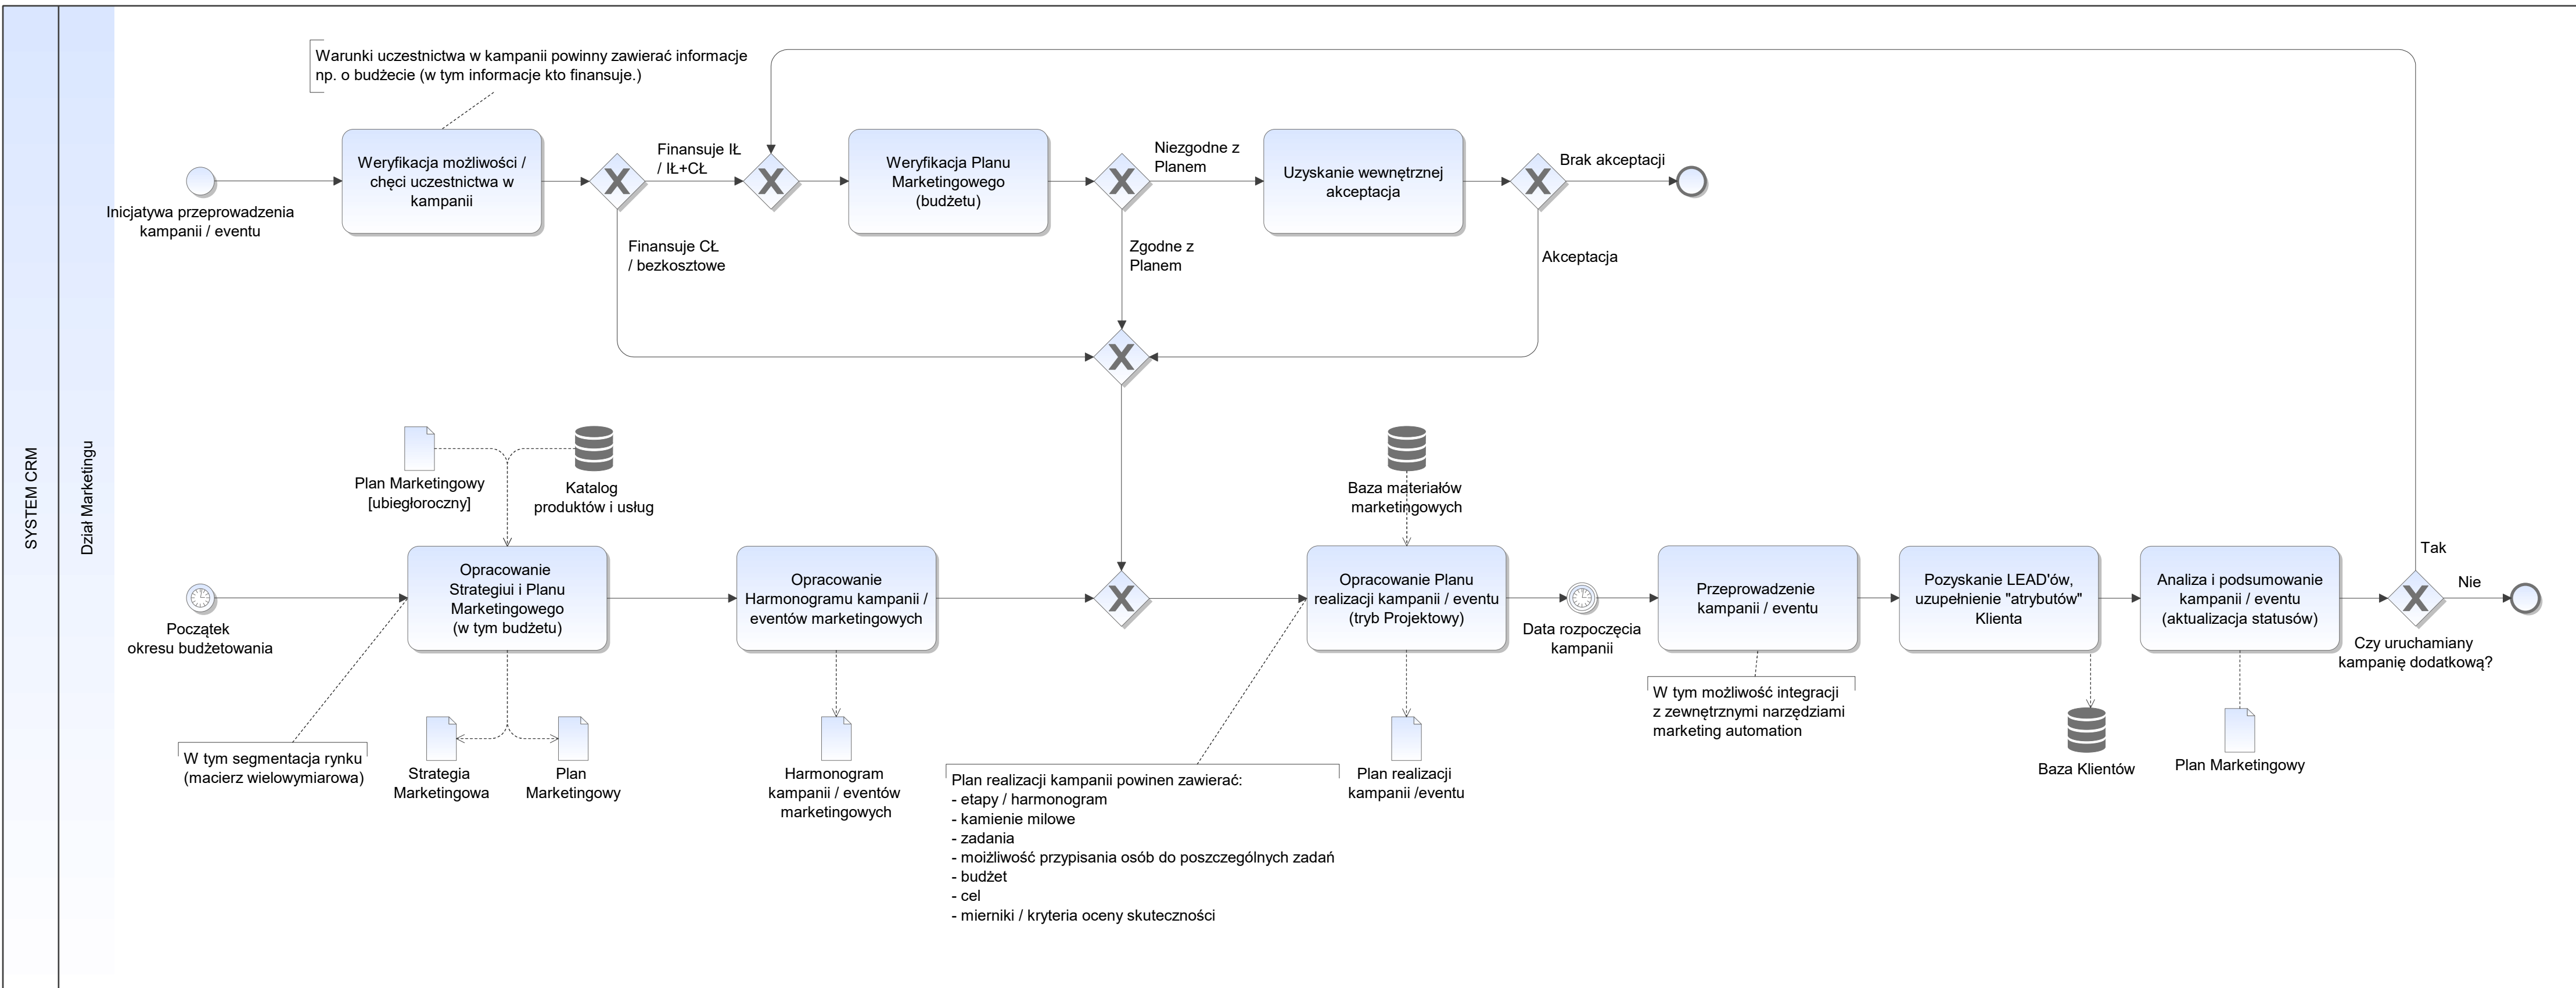 SYSTEM CRM
Dział Marketingu
Warunki uczestnictwa w kampanii powinny zawierać informacje
np. o budżecie (w tym informacje kto finansuje.)
Inicjatywa przeprowadzenia
kampanii / eventu
Weryfikacja możliwości /
chęci uczestnictwa w
kampanii
Finansuje IŁ
/ IŁ+CŁ
Finansuje CŁ
/ bezkosztowe
Weryfikacja Planu
Marketingowego
(budżetu)
Niezgodne z
Planem
Zgodne z
Planem
Uzyskanie wewnętrznej
akceptacja
Brak akceptacji
Akceptacja
Plan Marketingowy
[ubiegłoroczny]
Katalog
produktów i usług
Baza materiałów
marketingowych
Początek
okresu budżetowania
Opracowanie
Strategiui i Planu
Marketingowego
(w tym budżetu)
Opracowanie
Harmonogramu kampanii /
eventów marketingowych
Opracowanie Planu
realizacji kampanii / eventu
(tryb Projektowy)
Data rozpoczęcia
kampanii
Przeprowadzenie
kampanii / eventu
Pozyskanie LEAD'ów,
uzupełnienie "atrybutów"
Klienta
Analiza i podsumowanie
kampanii / eventu
(aktualizacja statusów)
Tak
Nie
Czy uruchamiany
kampanię dodatkową?
W tym segmentacja rynku
(macierz wielowymiarowa)
Strategia
Marketingowa
Plan
Marketingowy
Harmonogram
kampanii / eventów
marketingowych
Plan realizacji kampanii powinen zawierać:
- etapy / harmonogram
- kamienie milowe
- zadania
- moiżliwość przypisania osób do poszczególnych zadań
- budżet
- cel
- mierniki / kryteria oceny skuteczności
Plan realizacji
kampanii /eventu
W tym możliwość integracji
z zewnętrznymi narzędziami
marketing automation
Baza Klientów
Plan Marketingowy